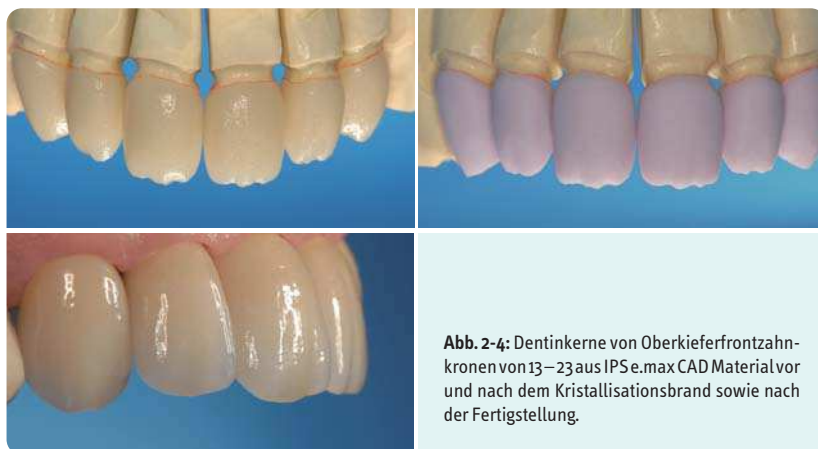 Abb. 2-4: Dentinkerne von Oberkieferfrontzahn-
kronen von 13–23 aus IPS e.max CAD Material vor
und nach dem Kristallisationsbrand sowie nach
der Fertigstellung.